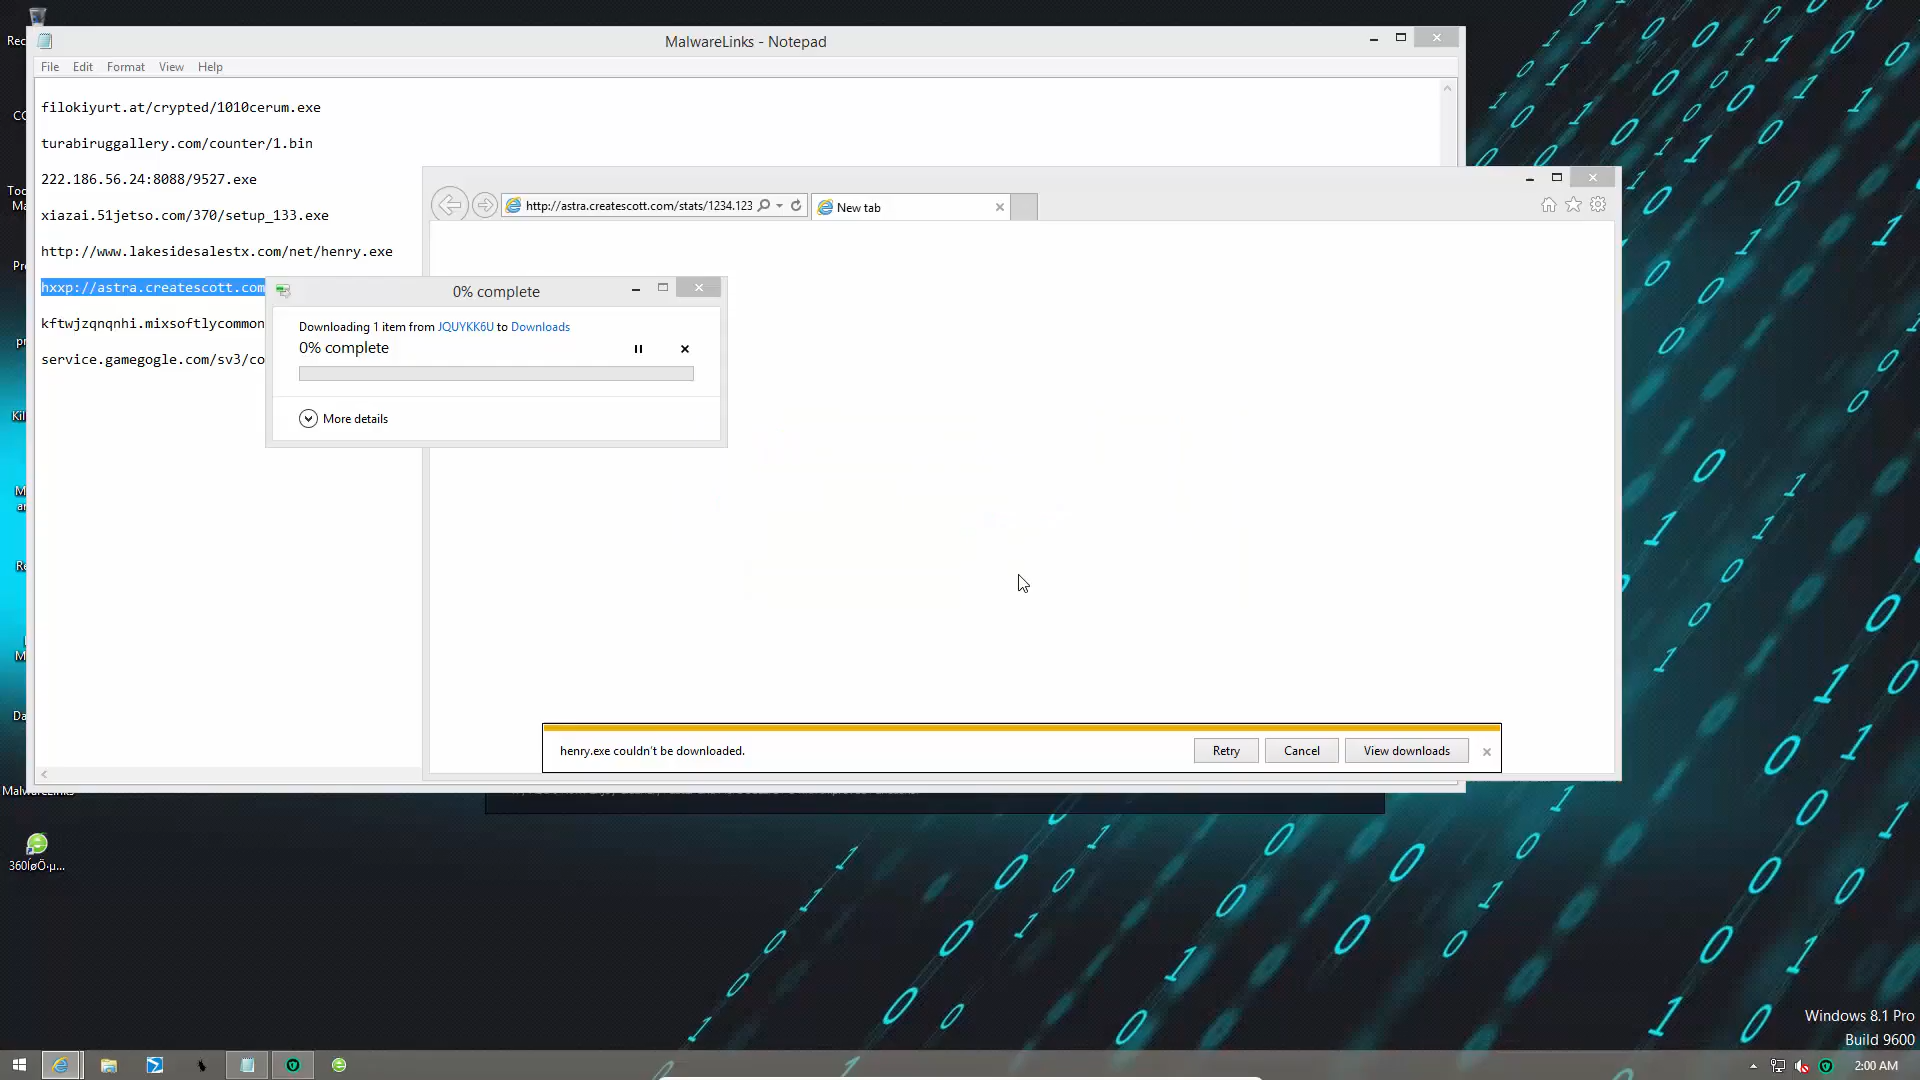 MalwareLinks - Notepad
File Edit Format View Help
filokiyurt.at/crypted/1010cerum.exe
turabiruggallery.com/counter/1.bin
222.186.56.24:8088/9527.exe
xiazai.51jetso.com/370/setup_133.exe
http://www.lakesidesalestx.com/net/henry.exe
hxxp://astra.createscott.com
kftwjzqnqnhi.mixsoftlycommon
service.gamegogle.com/sv3/co
http://astra.createscott.com/stats/1234.123
New tab
0% complete
Downloading 1 item from JQUYKK6U to Downloads
0% complete
More details
henry.exe couldn't be downloaded.
Retry
Cancel
View downloads
MalwareLinks
360ÍøÖ·µ...
Windows 8.1 Pro
Build 9600
2:00 AM